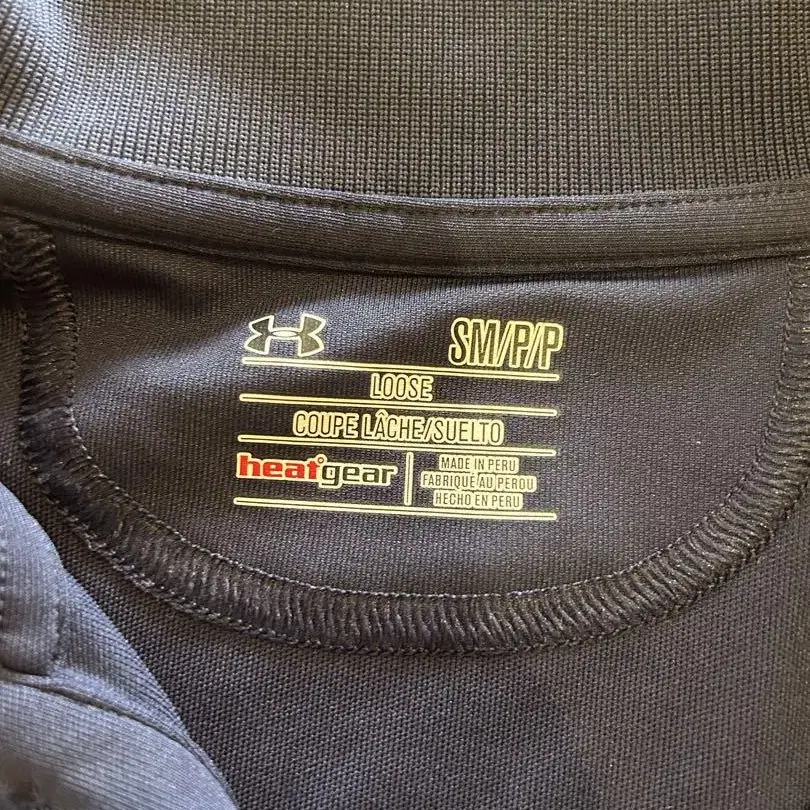 SM/P/P
LOOSE
COUPE LÂCHE/SUELTO
heatgear
MADE IN PERU
FABRIQUÉ AU PEROU
HECHO EN PERU